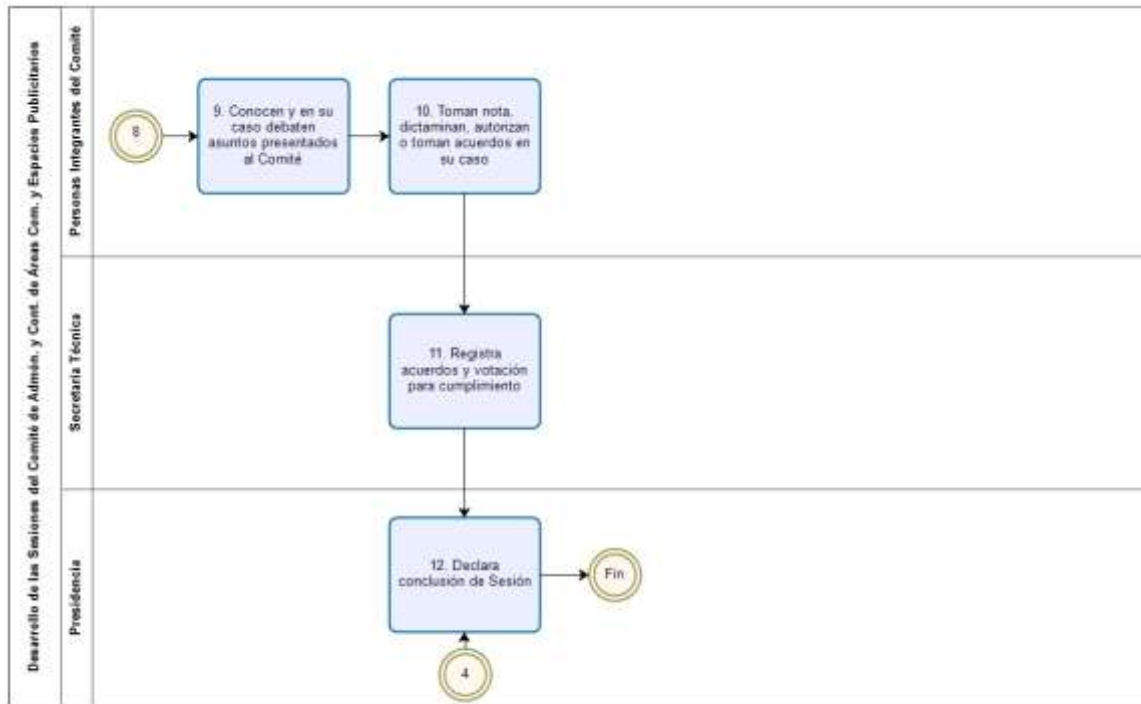 Desarrollo de las Sesiones del Comité de Admón. y Cont. de Áreas Com. y Espacios Publicitarios
Personas Integrantes del Comité
8
9. Conocen y en su
caso debaten
asuntos presentados
al Comité
10. Toman nota,
dictaminan, autorizan
o toman acuerdos en
su caso
Secretaría Técnica
11. Registra
acuerdos y votación
para cumplimiento
Presidencia
12. Declara
conclusión de Sesión
Fin
4